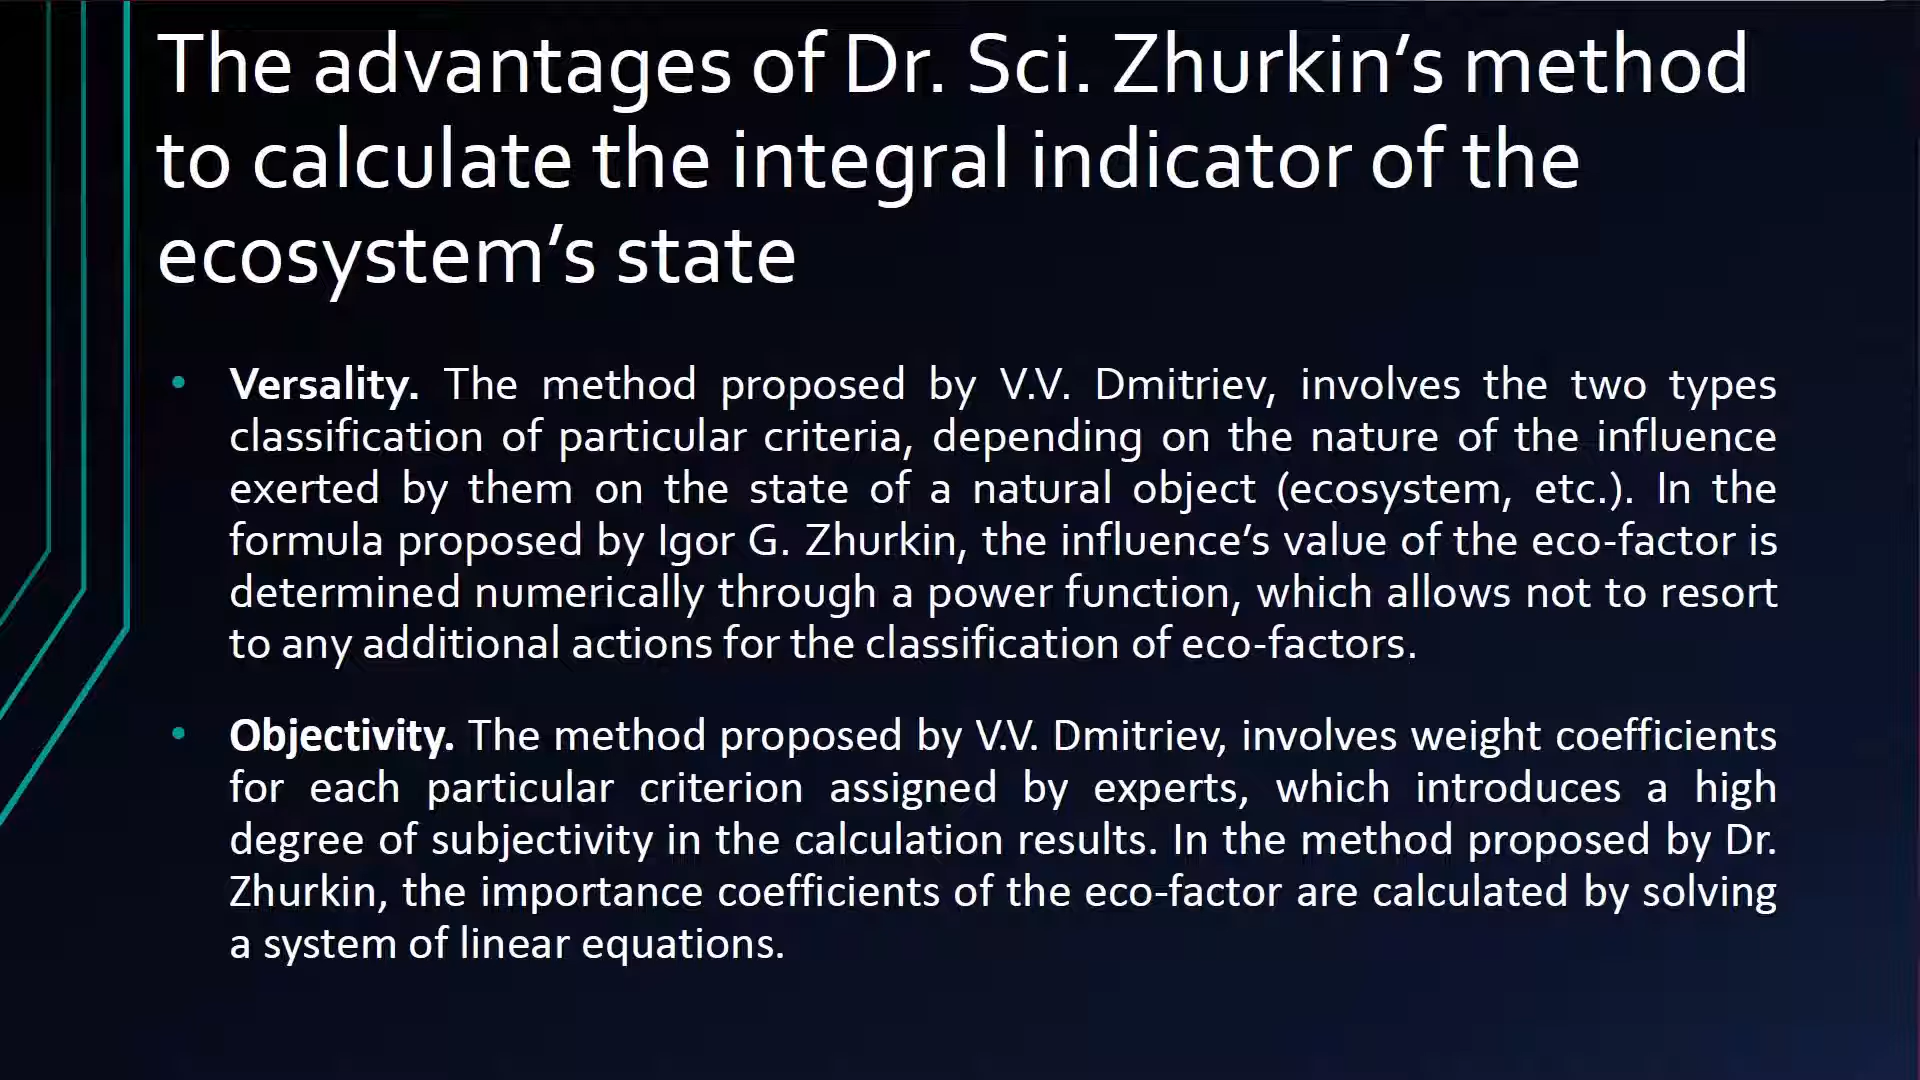 The advantages of Dr. Sci. Zhurkin’s method
to calculate the integral indicator of the
ecosystem’s state
• Versality. The method proposed by V.V. Dmitriev, involves the two types
classification of particular criteria, depending on the nature of the influence
exerted by them on the state of a natural object (ecosystem, etc.). In the
formula proposed by Igor G. Zhurkin, the influence’s value of the eco-factor is
determined numerically through a power function, which allows not to resort
to any additional actions for the classification of eco-factors.
• Objectivity. The method proposed by V.V. Dmitriev, involves weight coefficients
for each particular criterion assigned by experts, which introduces a high
degree of subjectivity in the calculation results. In the method proposed by Dr.
Zhurkin, the importance coefficients of the eco-factor are calculated by solving
a system of linear equations.